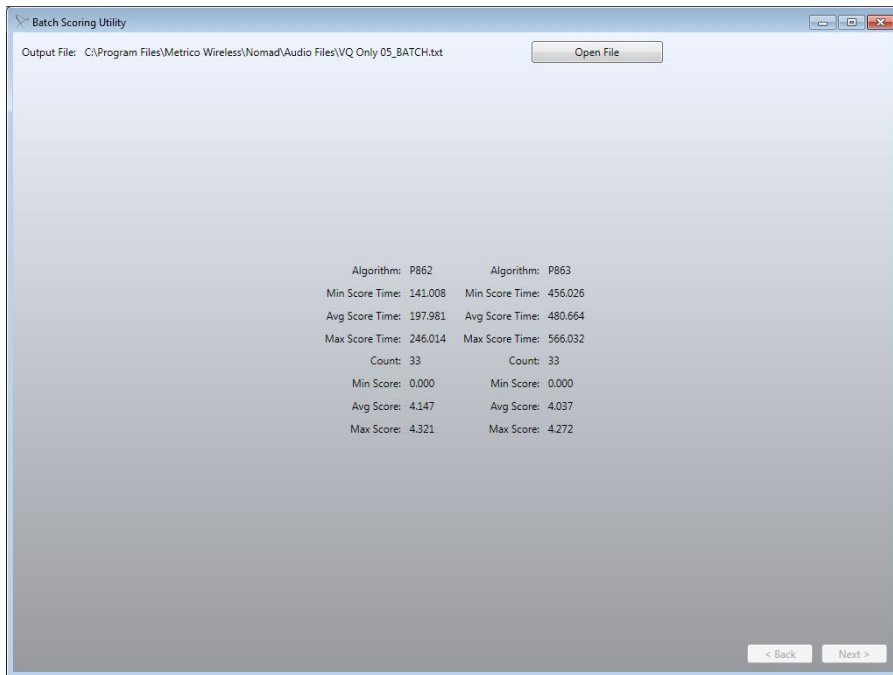 Batch Scoring Utility
Output File: C:\Program Files\Metrico Wireless\Nomad\Audio Files\VQ Only 05_BATCH.txt Open File
Algorithm: P862 Algorithm: P863
Min Score Time: 141.008 Min Score Time: 456.026
Avg Score Time: 197.981 Avg Score Time: 480.664
Max Score Time: 246.014 Max Score Time: 566.032
Count: 33 Count: 33
Min Score: 0.000 Min Score: 0.000
Avg Score: 4.147 Avg Score: 4.037
Max Score: 4.321 Max Score: 4.272
< Back Next >